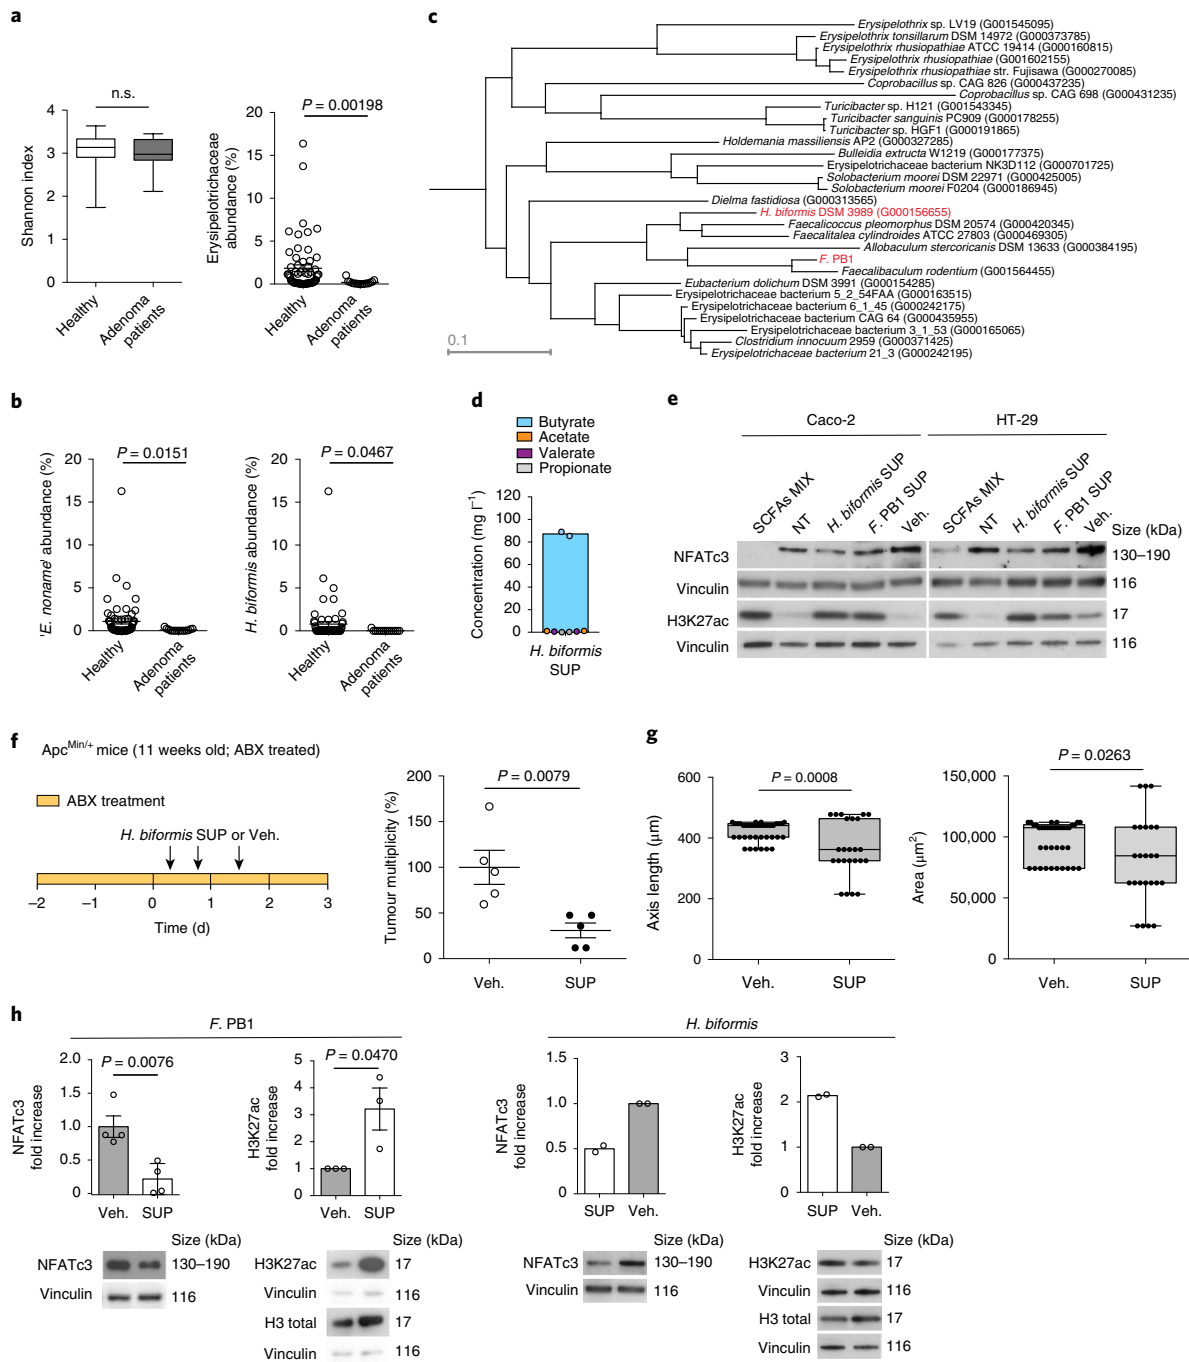 a
n.s.
4
3
2
1
0
Shannon index
Healthy
Adenoma patients
P = 0.00198
20
15
10
5
0
Erysipelotrichaceae abundance (%)
Healthy
Adenoma patients
c
Erysipelothrix sp. LV19 (G001545095)
Erysipelothrix tonsillarum DSM 14972 (G000373785)
Erysipelothrix rhusiopathiae ATCC 19414 (G000160815)
Erysipelothrix rhusiopathiae (G001602155)
Erysipelothrix rhusiopathiae str. Fujisawa (G000270085)
Coprobacillus sp. CAG 826 (G000437235)
Coprobacillus sp. CAG 698 (G000431235)
Turicibacter sp. H121 (G001543345)
Turicibacter sanguinis PC909 (G000178255)
Turicibacter sp. HGF1 (G000191865)
Holdemania massiliensis AP2 (G000327285)
Bulleidia extructa W1219 (G000177375)
Erysipelotrichaceae bacterium NK3D112 (G000701725)
Solobacterium moorei DSM 22971 (G000425005)
Solobacterium moorei F0204 (G000186945)
Dielma fastidiosa (G000313565)
H. biformis DSM 3989 (G000156655)
Faecalicoccus pleomorphus DSM 20574 (G000420345)
Faecalitalea cylindroides ATCC 27803 (G000469305)
Allobaculum stercoricanis DSM 13633 (G000384195)
F. PB1
Faecalibaculum rodentium (G001564455)
Eubacterium dolichum DSM 3991 (G000154285)
Erysipelotrichaceae bacterium 5_2_54FAA (G000163515)
Erysipelotrichaceae bacterium 6_1_45 (G000242175)
Erysipelotrichaceae bacterium CAG 64 (G000435955)
Erysipelotrichaceae bacterium 3_1_53 (G000165065)
Clostridium innocuum 2959 (G000371425)
Erysipelotrichaceae bacterium 21_3 (G000242195)
0.1
b
P = 0.0151
20
15
10
5
0
'E. noname' abundance (%)
Healthy
Adenoma patients
P = 0.0467
20
15
10
5
0
H. biformis abundance (%)
Healthy
Adenoma patients
d
Butyrate
Acetate
Valerate
Propionate
120
100
80
60
40
20
0
Concentration (mg l⁻¹)
H. biformis
SUP
e
Caco-2
HT-29
SCFAs MIX
NT
H. biformis SUP
F. PB1 SUP
Veh.
SCFAs MIX
NT
H. biformis SUP
F. PB1 SUP
Veh.
Size (kDa)
NFATc3
130–190
Vinculin
116
H3K27ac
17
Vinculin
116
f
Apc^Min/+ mice (11 weeks old; ABX treated)
ABX treatment
H. biformis SUP or Veh.
–2 –1 0 1 2 3
Time (d)
P = 0.0079
200
150
100
50
0
Tumour multiplicity (%)
Veh. SUP
g
P = 0.0008
600
400
200
0
Axis length (µm)
Veh. SUP
P = 0.0263
150,000
100,000
50,000
0
Area (µm²)
Veh. SUP
h
F. PB1
P = 0.0076
2.0
1.5
1.0
0.5
0
NFATc3
fold increase
Veh. SUP
Size (kDa)
NFATc3 130–190
Vinculin 116
P = 0.0470
5
4
3
2
1
0
H3K27ac
fold increase
Veh. SUP
Size (kDa)
H3K27ac 17
Vinculin 116
H3 total 17
Vinculin 116
H. biformis
1.5
1.0
0.5
0
NFATc3
fold increase
SUP Veh.
Size (kDa)
NFATc3 130–190
Vinculin 116
3
2
1
0
H3K27ac
fold increase
SUP Veh.
Size (kDa)
H3K27ac 17
Vinculin 116
H3 total 17
Vinculin 116